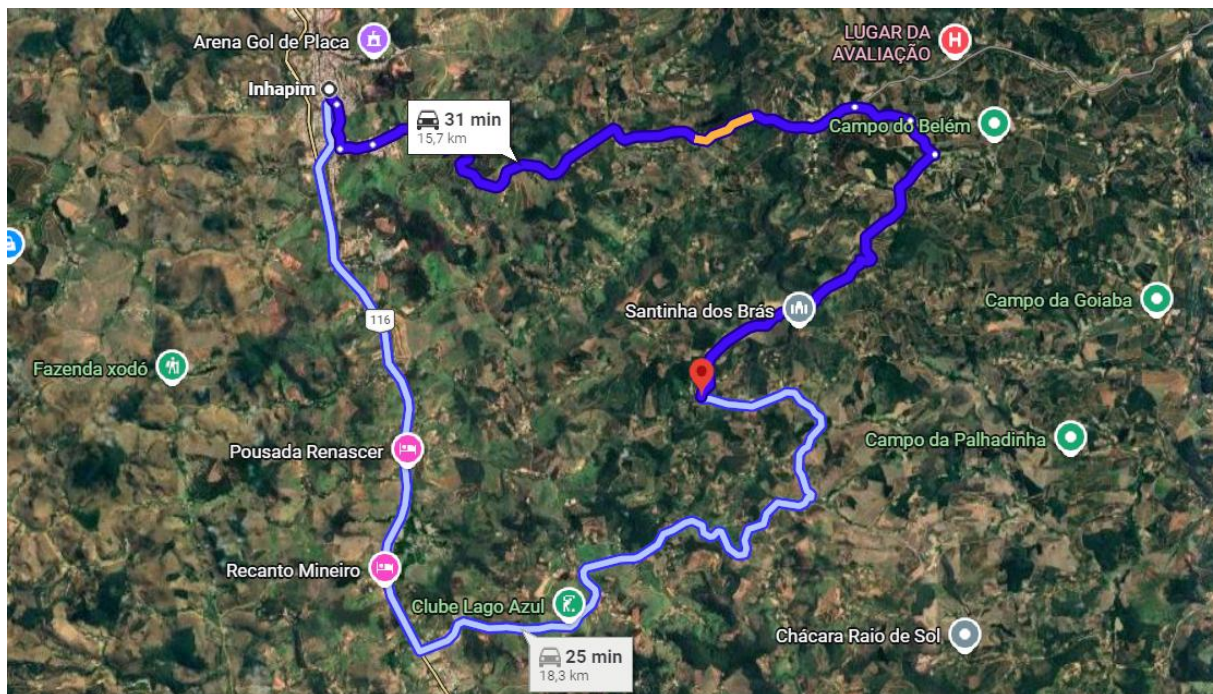 LUGAR DA
AVALIAÇÃO
H
Arena Gol de Placa
Inhapim
31 min
15,7 km
Campo do Belém
Santinha dos Brás
Campo da Goiaba
116
Fazenda xodó
Pousada Renascer
Campo da Palhadinha
Recanto Mineiro
Clube Lago Azul
Chácara Raio de Sol
25 min
18,3 km